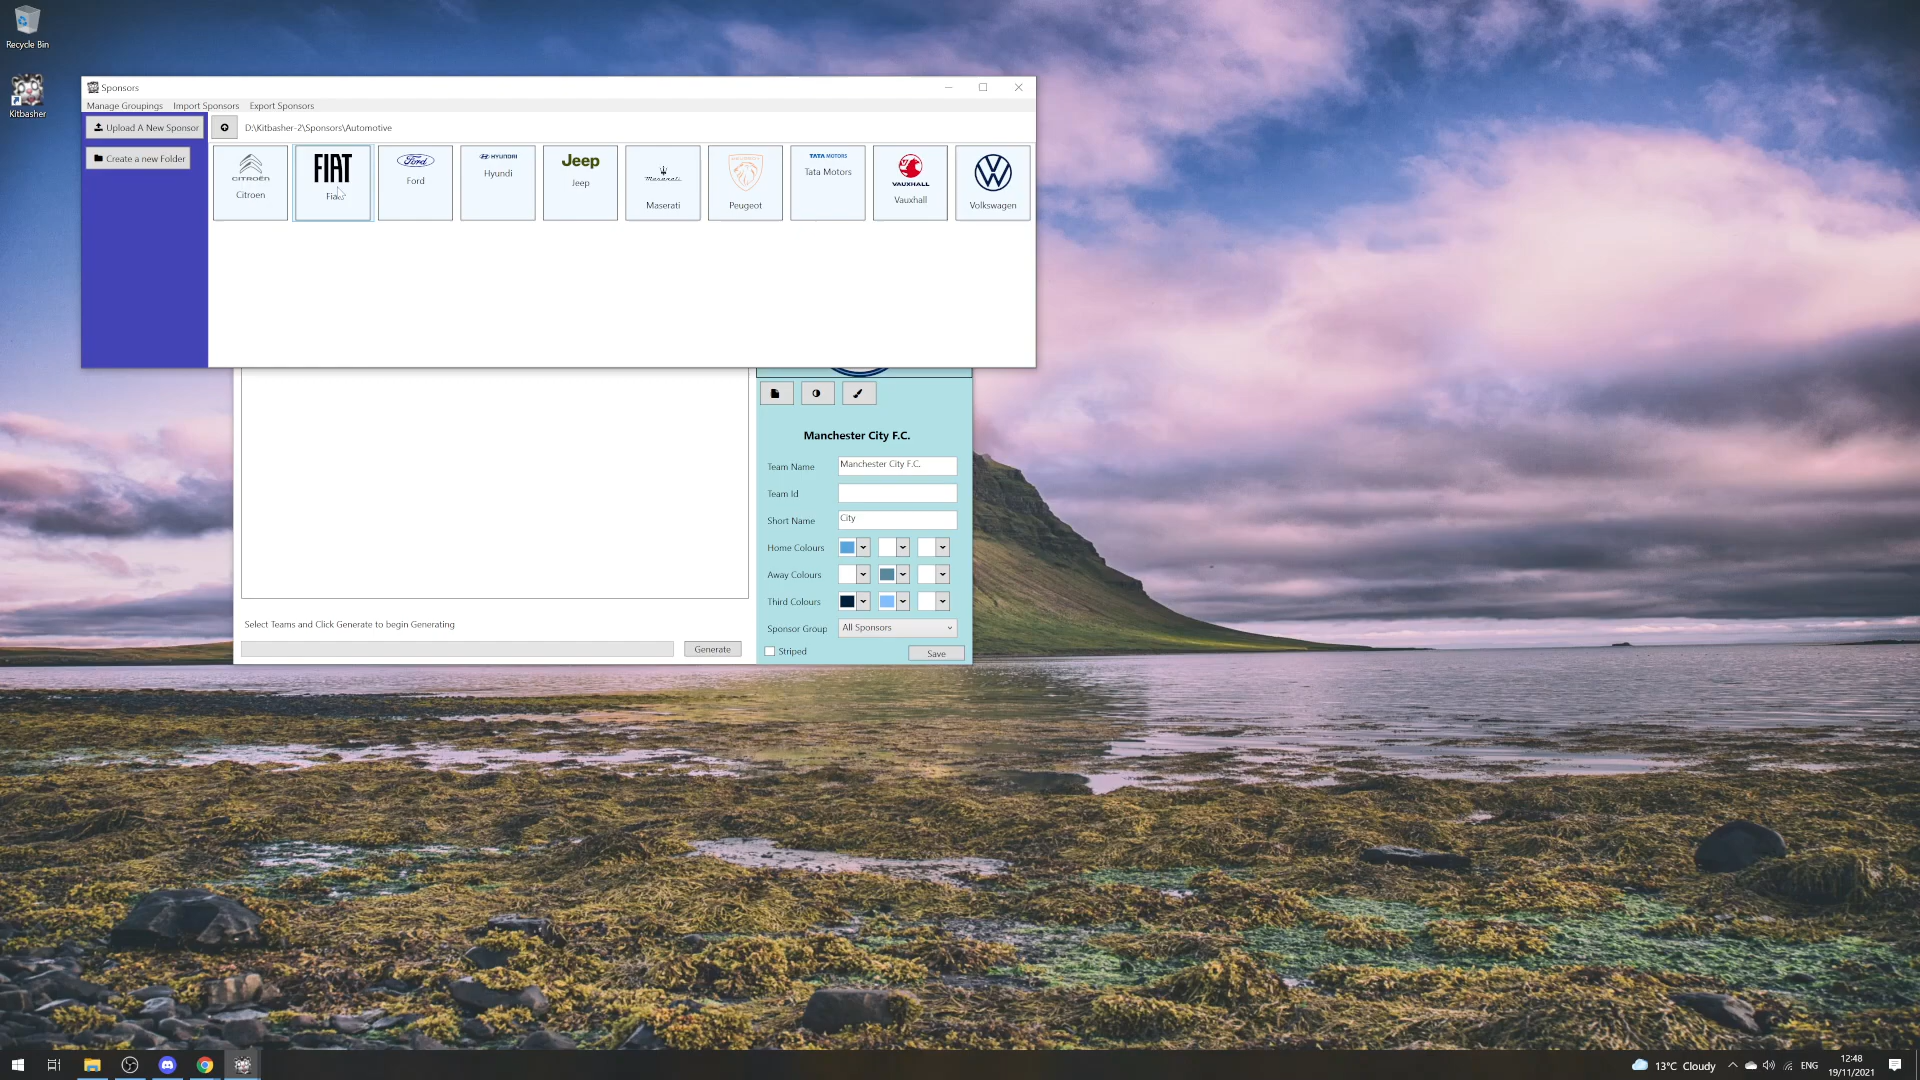 Recycle Bin
Kitbasher
Sponsors
Manage Groupings Import Sponsors Export Sponsors
Upload A New Sponsor
D:\Kitbasher-2\Sponsors\Automotive
Create a new Folder
CITROËN
Citroen
FIAT
Ford
Ford
HYUNDAI
Hyundi
Jeep
Jeep
Maserati
Maserati
Peugeot
TATA MOTORS
Tata Motors
VAUXHALL
Vauxhall
Volkswagen
Manchester City F.C.
Team Name Manchester City F.C.
Team Id
Short Name City
Home Colours
Away Colours
Third Colours
Sponsor Group All Sponsors
Striped Save
Select Teams and Click Generate to begin Generating
Generate
13°C Cloudy
ENG
12:48
19/11/2021